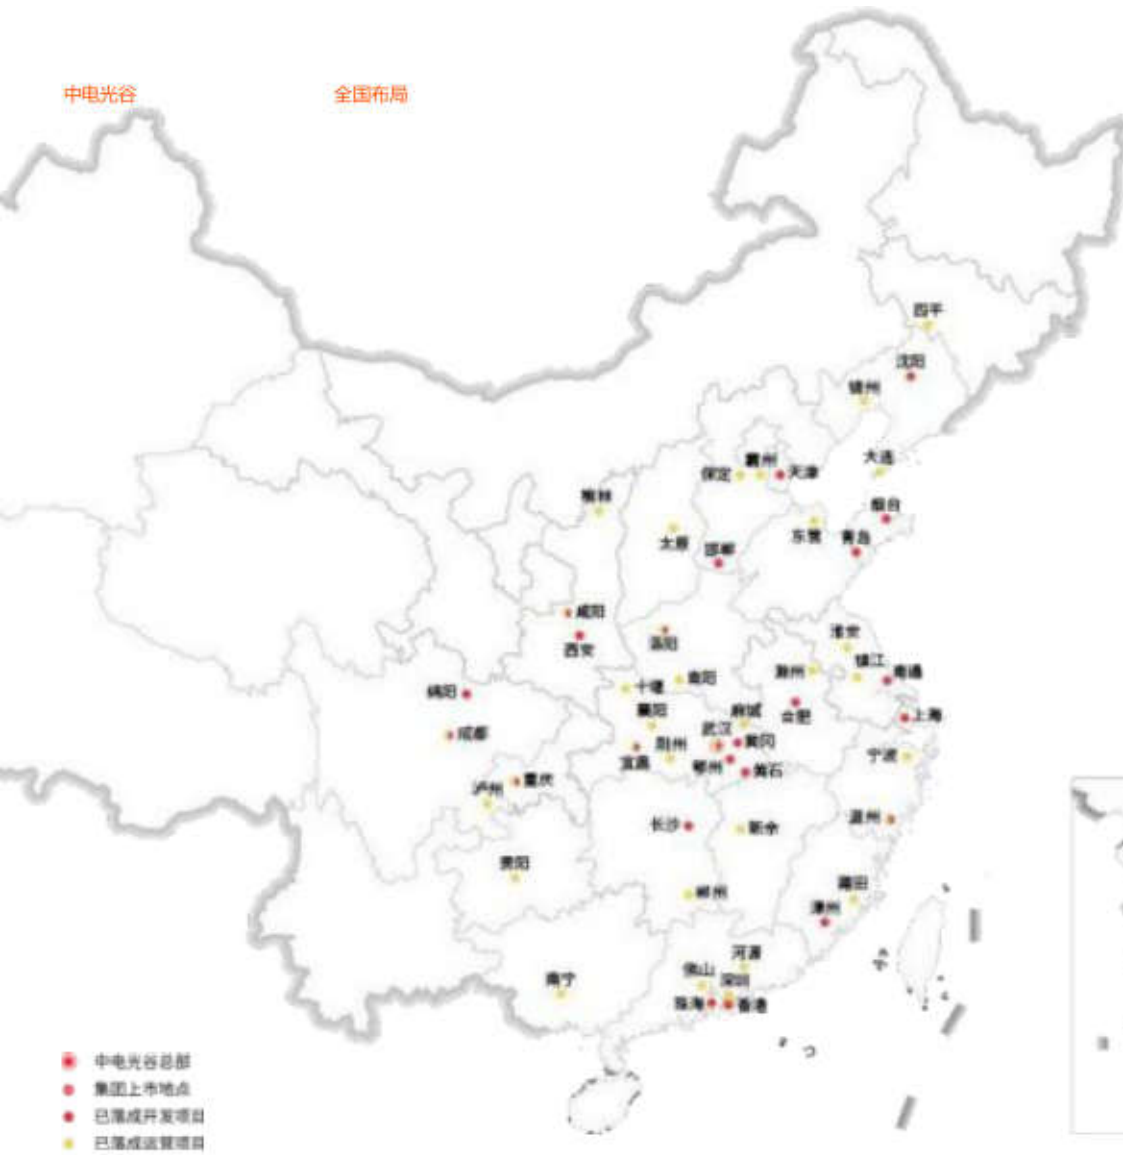 中电光谷
全国布局
四平
沈阳
锦州
大连
保定
霸州
天津
榆林
烟台
太原
东营
青岛
邯郸
咸阳
西安
洛阳
淮安
镇江
南通
滁州
南阳
十堰
绵阳
襄阳
麻城
合肥
上海
成都
武汉
黄冈
荆州
宜昌
鄂州
黄石
宁波
重庆
泸州
长沙
新余
温州
贵阳
郴州
莆田
漳州
河源
佛山
深圳
南宁
珠海
香港
中电光谷总部
集团上市地点
已落成开发项目
已落成运营项目